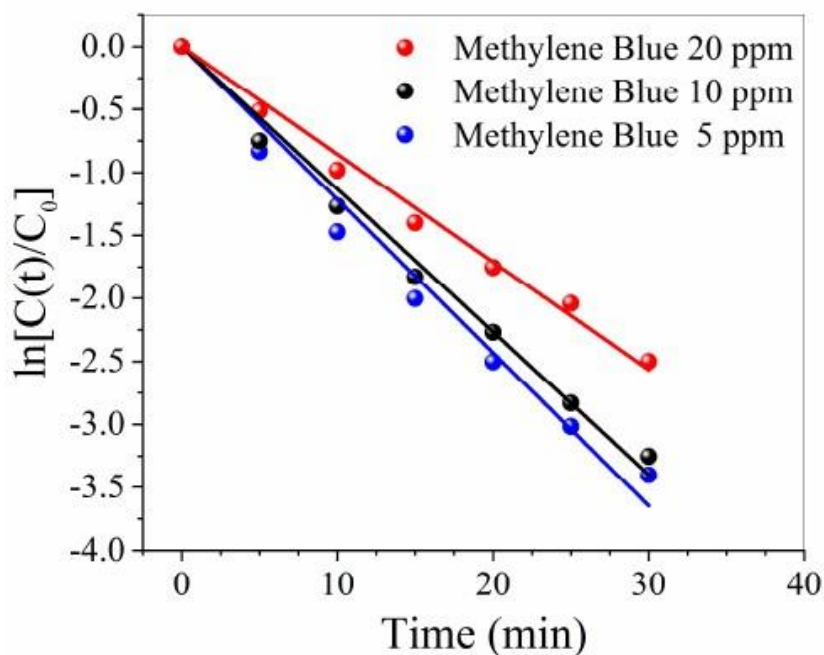 Methylene Blue 20 ppm
Methylene Blue 10 ppm
Methylene Blue 5 ppm
0.0
-0.5
-1.0
-1.5
-2.0
-2.5
-3.0
-3.5
-4.0
ln[C(t)/C₀]
0 10 20 30 40
Time (min)